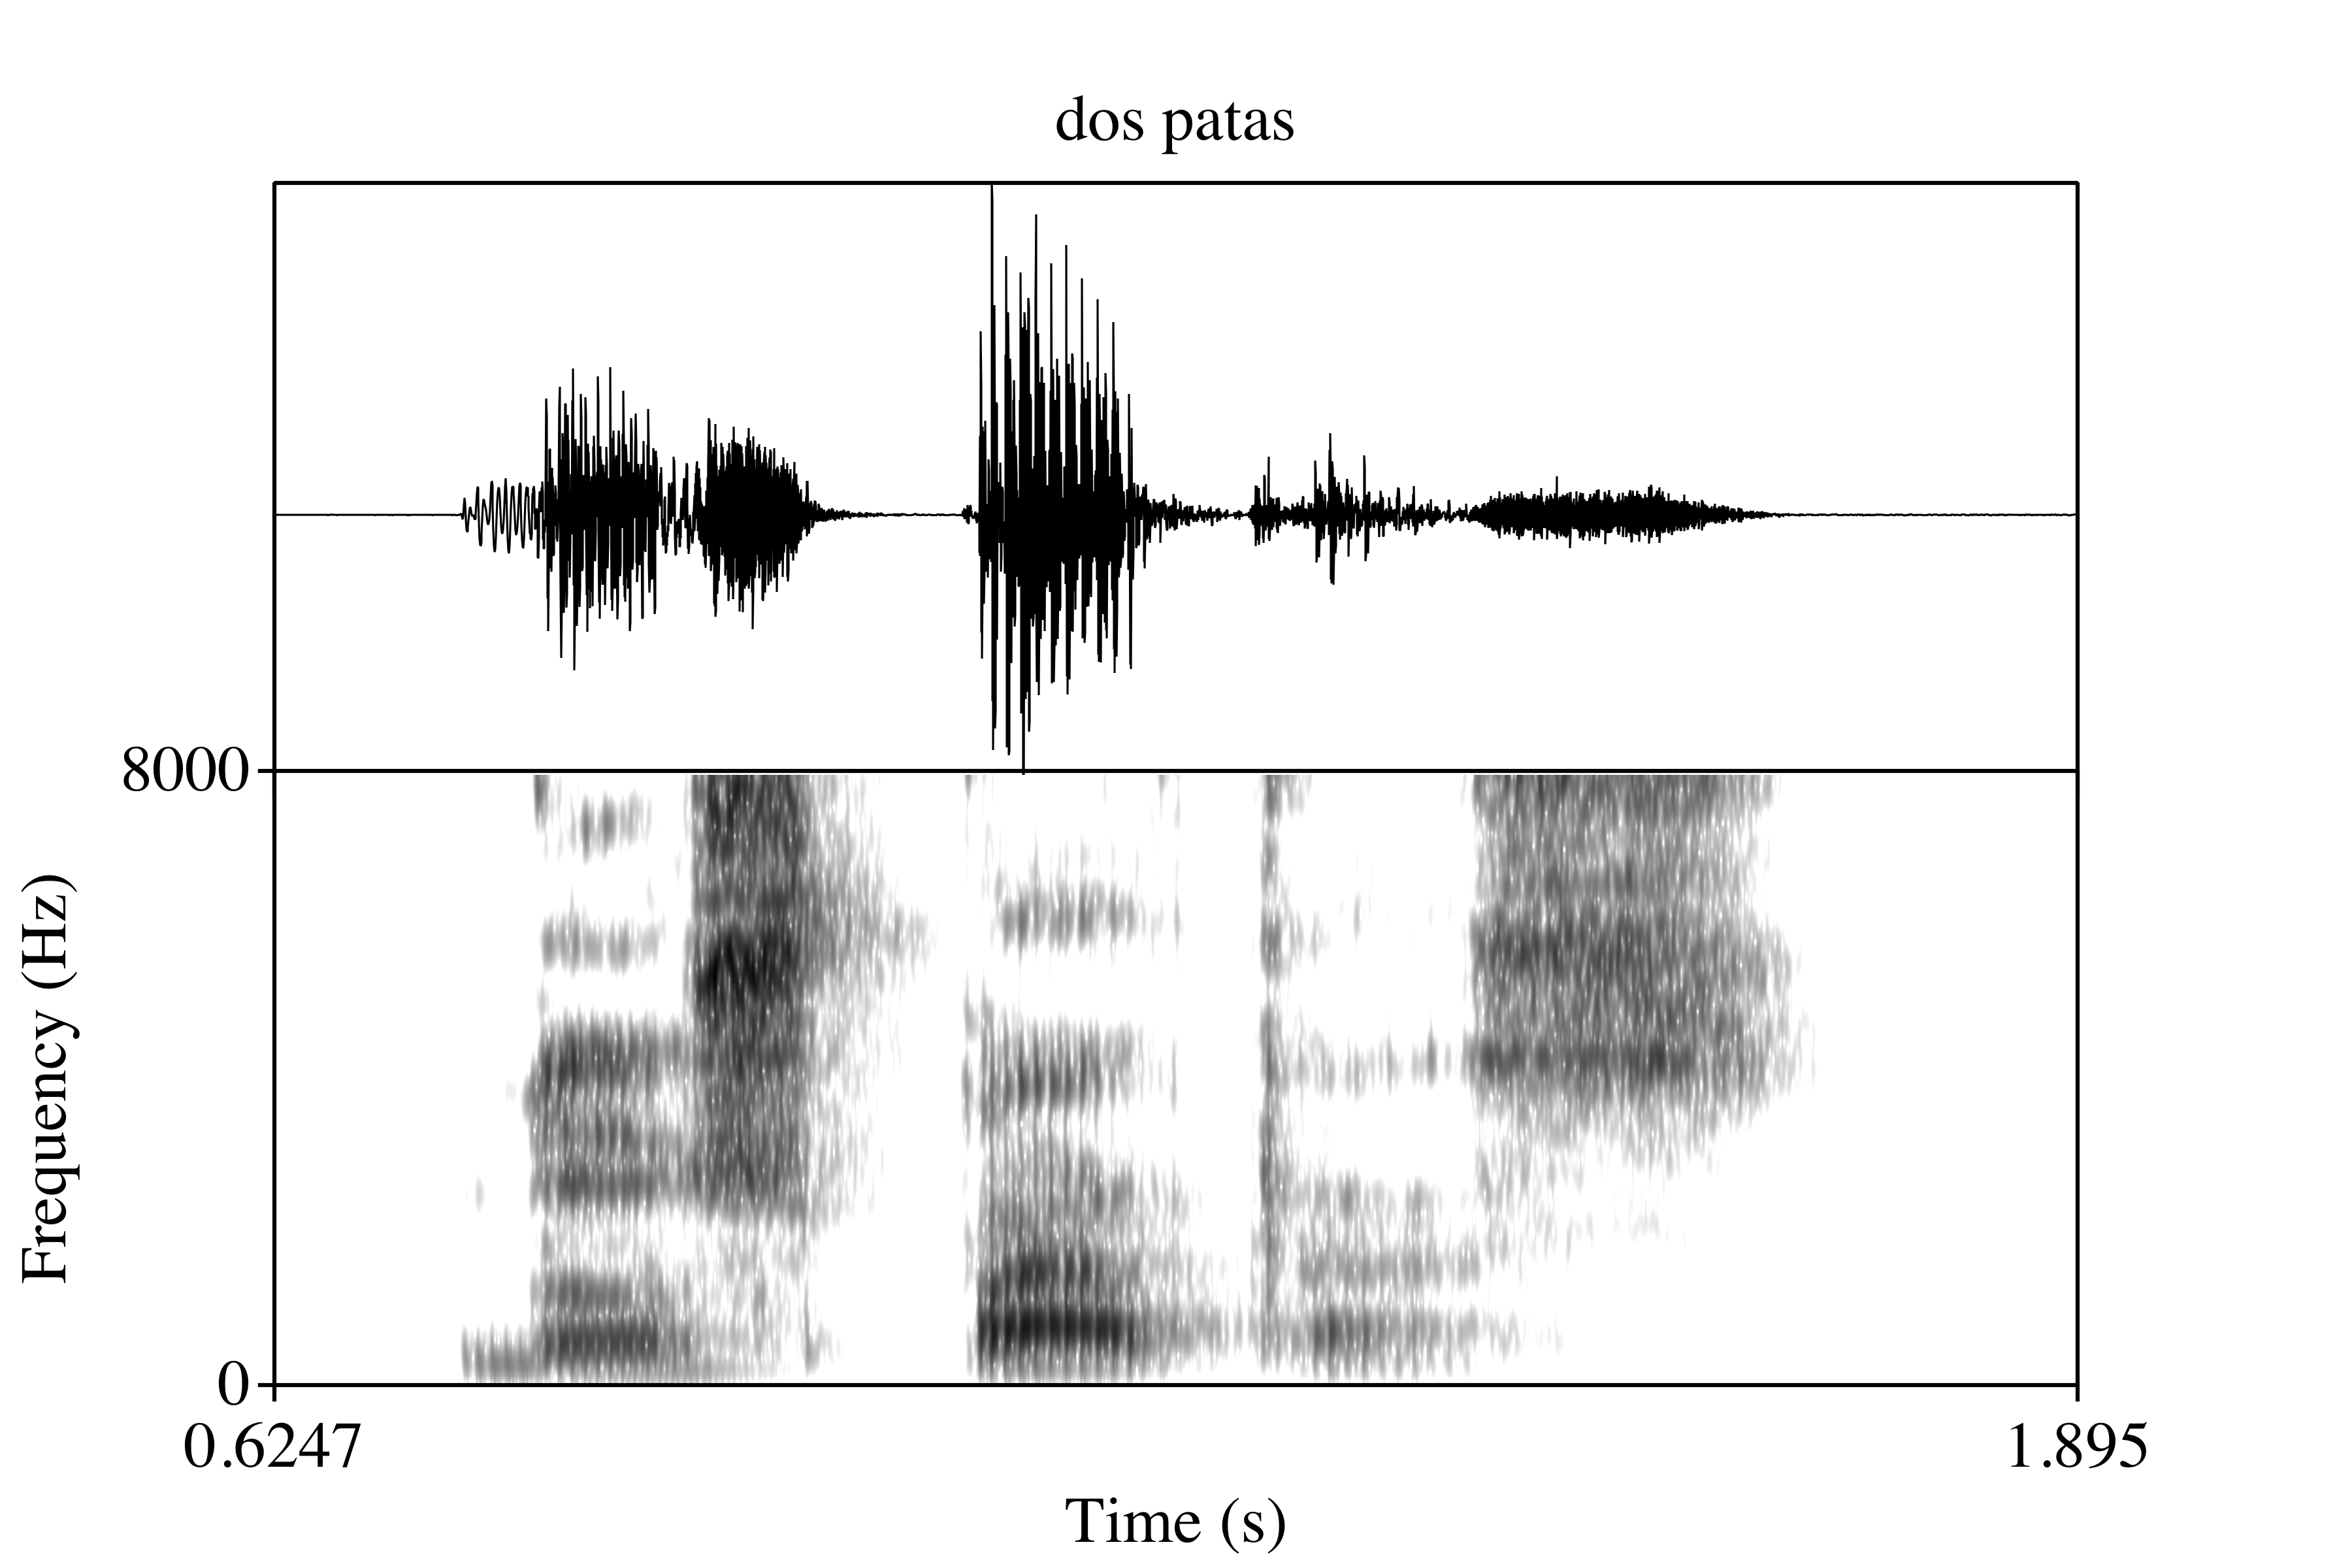 dos patas
8000
Frequency (Hz)
0
0.6247
1.895
Time (s)